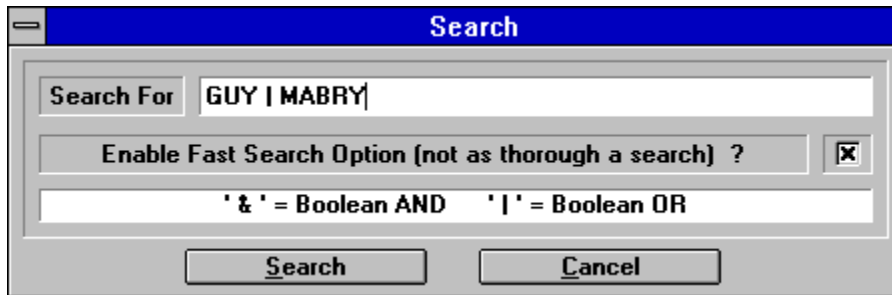 Search
Search For GUY | MABRY
Enable Fast Search Option (not as thorough a search) ?
' & ' = Boolean AND ' | ' = Boolean OR
Search Cancel